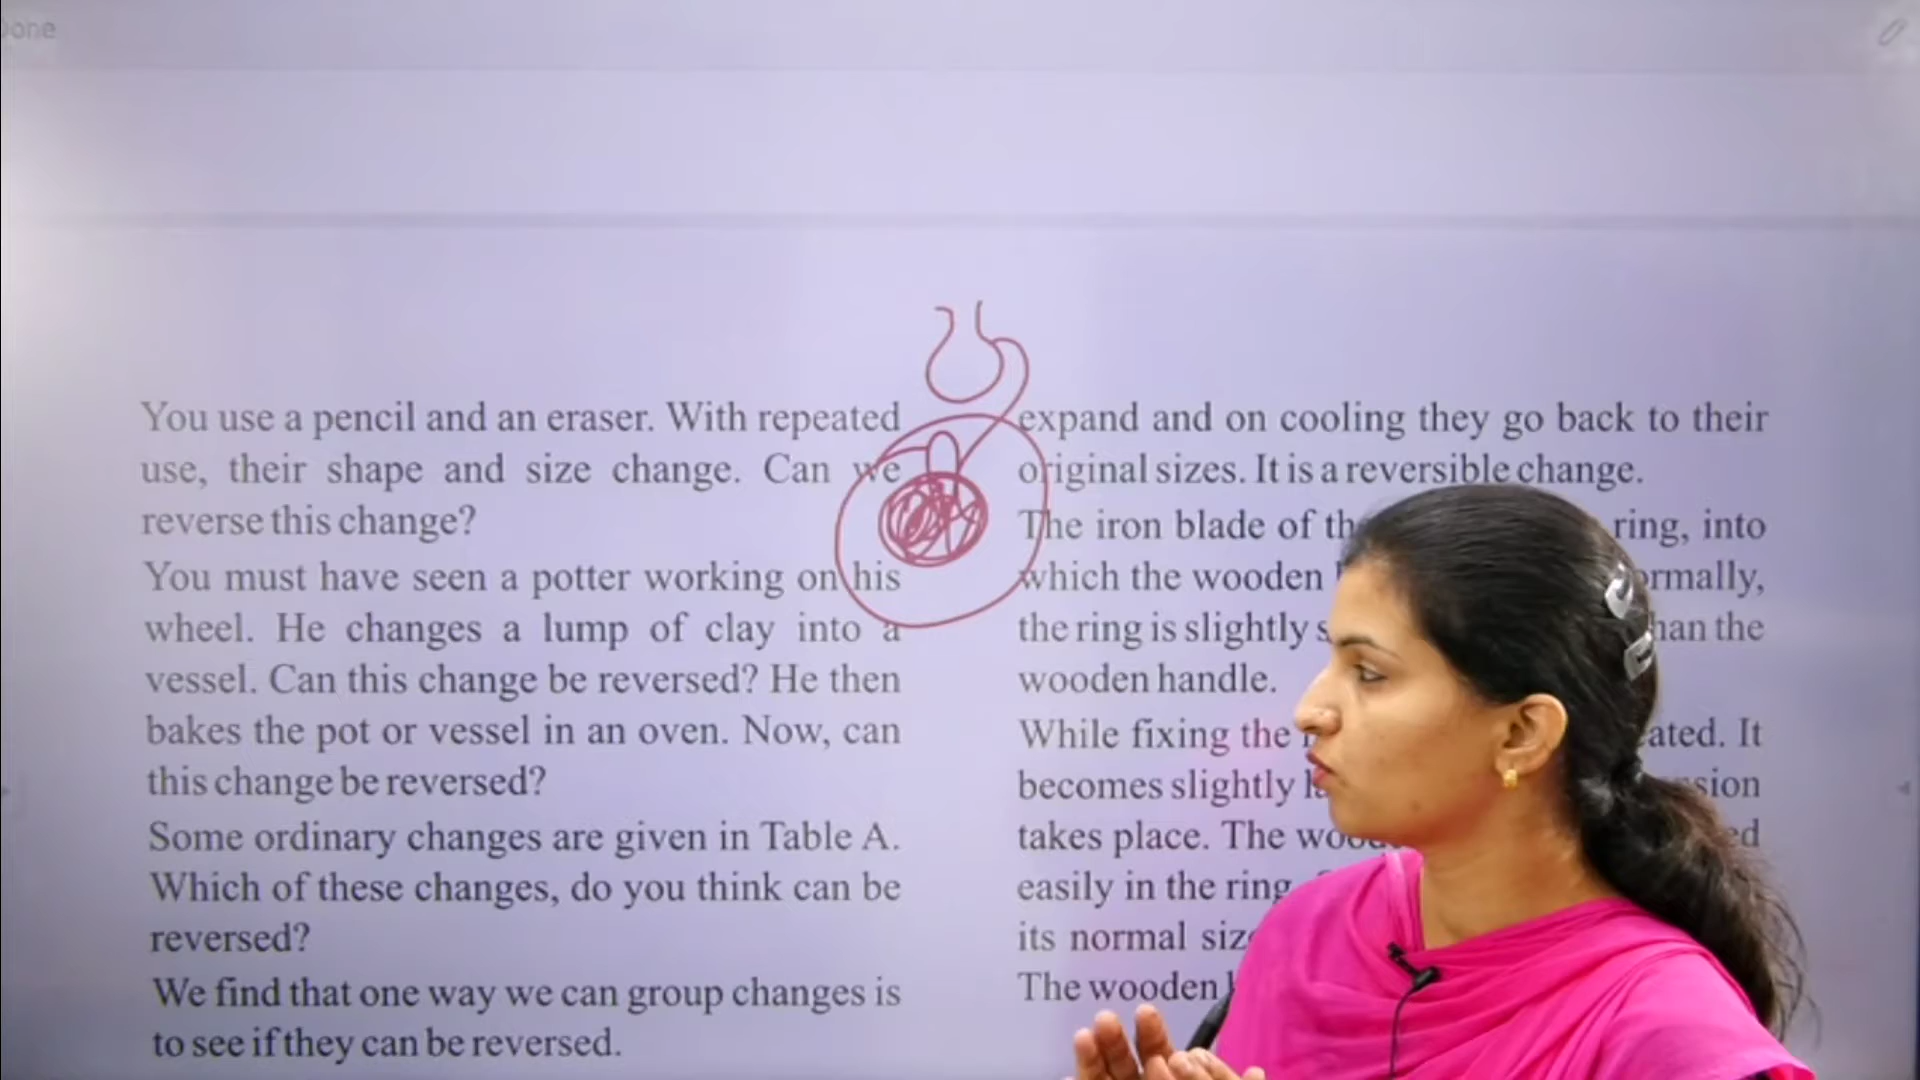 Done
You use a pencil and an eraser. With repeated
use, their shape and size change. Can we
reverse this change?
You must have seen a potter working on his
wheel. He changes a lump of clay into a
vessel. Can this change be reversed? He then
bakes the pot or vessel in an oven. Now, can
this change be reversed?
Some ordinary changes are given in Table A.
Which of these changes, do you think can be
reversed?
We find that one way we can group changes is
to see if they can be reversed.
expand and on cooling they go back to their
original sizes. It is a reversible change.
The iron blade of ring, into
which the wooden
the ring is slightly than the
wooden handle.
While fixing the It
becomes slightly
takes place. The
easily in the ring
its normal size
The wooden